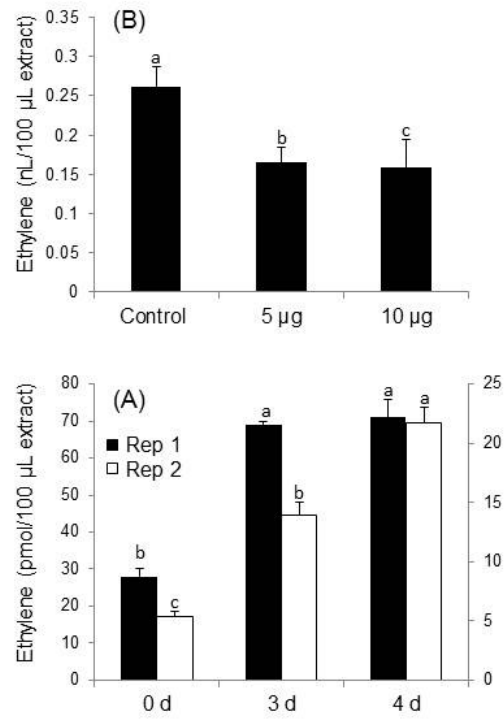 (B)
Ethylene (nL/100 µL extract)
0.35
0.3
0.25
0.2
0.15
0.1
0.05
0
a
b
c
Control 5 µg 10 µg
(A)
Ethylene (pmol/100 µL extract)
80
70
60
50
40
30
20
10
0
Rep 1
Rep 2
b
c
a
b
a
a
25
20
15
10
5
0
0 d 3 d 4 d